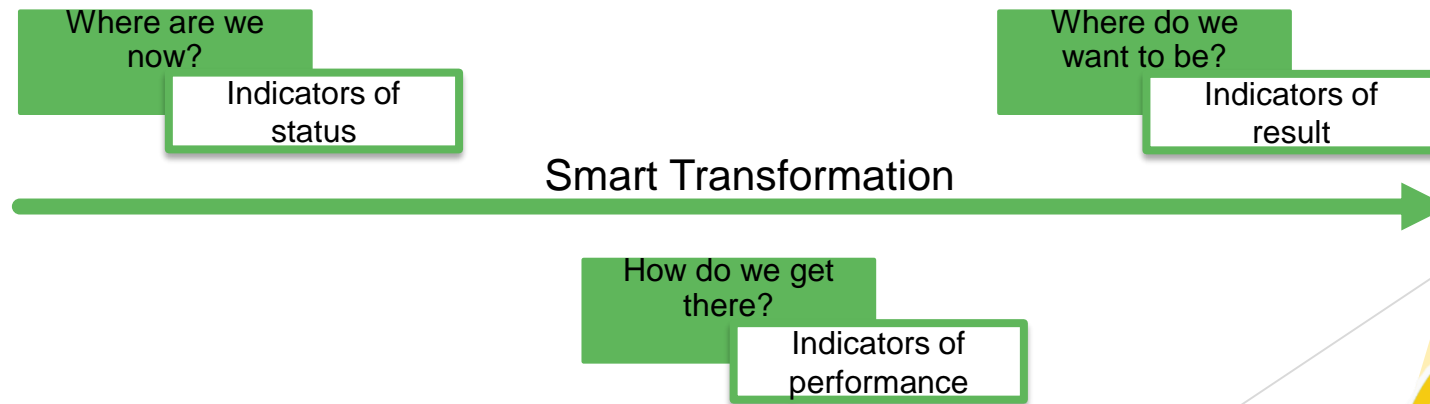 Where are we
now?
Indicators of
status
Where do we
want to be?
Indicators of
result
Smart Transformation
How do we get
there?
Indicators of
performance